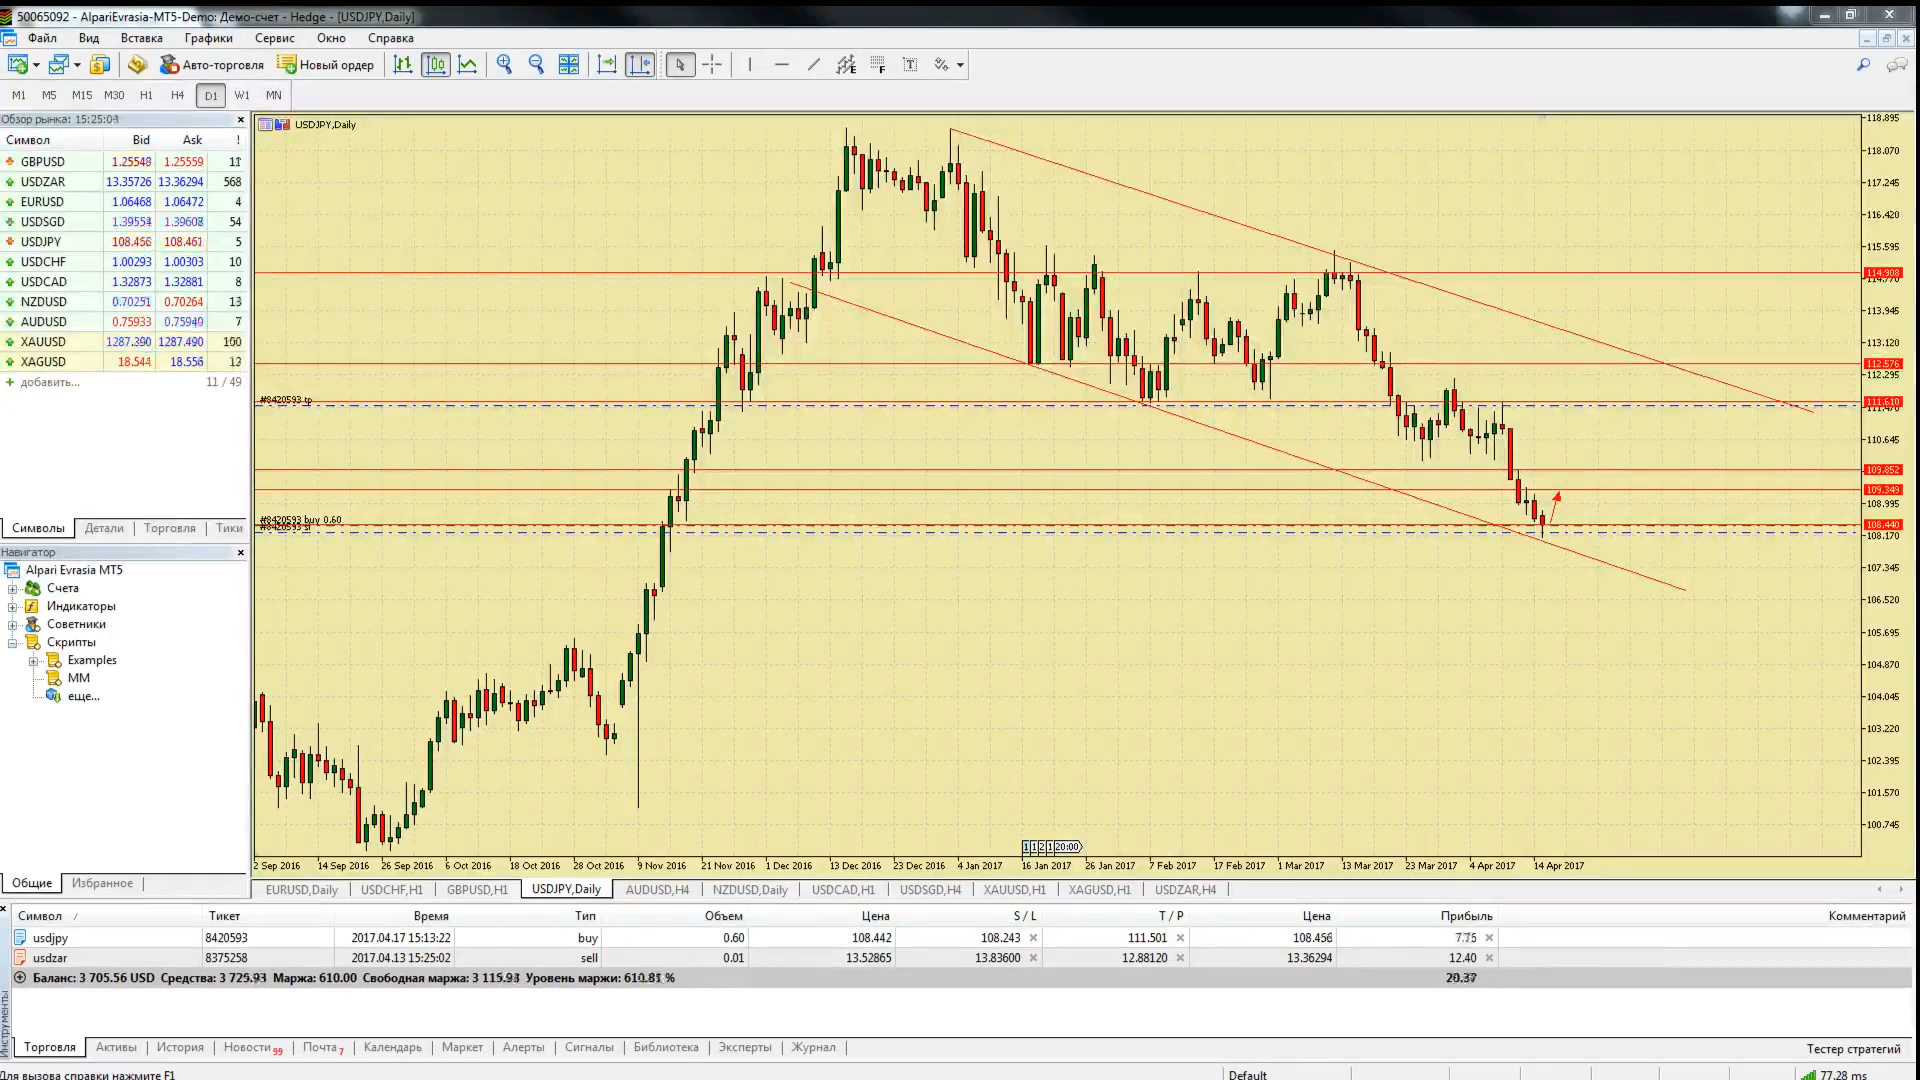 50065092 - AlpariEvrasia-MT5-Demo: Демо-счет - Hedge - [USDJPY,Daily]
Файл Вид Вставка Графики Сервис Окно Справка
Авто-торговля Новый ордер
M1 M5 M15 M30 H1 H4 D1 W1 MN
Обзор рынка: 15:25:03
Символ Bid Ask !
GBPUSD 1.25548 1.25559 11
USDZAR 13.35726 13.36294 568
EURUSD 1.06468 1.06472 4
USDSGD 1.39554 1.39608 54
USDJPY 108.456 108.461 5
USDCHF 1.00293 1.00303 10
USDCAD 1.32873 1.32881 8
NZDUSD 0.70251 0.70264 13
AUDUSD 0.75933 0.75940 7
XAUUSD 1287.390 1287.490 100
XAGUSD 18.544 18.556 12
+ добавить... 11 / 49
Символы Детали Торговля Тики
Навигатор
Alpari Evrasia MT5
Счета
Индикаторы
Советники
Скрипты
Examples
MM
еще...
Общие Избранное
USDJPY,Daily
#8420593 tp
#8420593 buy 0.60
#8420593 sl
118.895
118.070
117.245
116.420
115.595
114.908
114.770
113.945
113.120
112.576
112.295
111.610
111.470
110.645
109.852
109.349
108.995
108.440
108.170
107.345
106.520
105.695
104.870
104.045
103.220
102.395
101.570
100.745
1 1 2 1 20:00
2 Sep 2016 14 Sep 2016 26 Sep 2016 6 Oct 2016 18 Oct 2016 28 Oct 2016 9 Nov 2016 21 Nov 2016 1 Dec 2016 13 Dec 2016 23 Dec 2016 4 Jan 2017 16 Jan 2017 26 Jan 2017 7 Feb 2017 17 Feb 2017 1 Mar 2017 13 Mar 2017 23 Mar 2017 4 Apr 2017 14 Apr 2017
EURUSD,Daily USDCHF,H1 GBPUSD,H1 USDJPY,Daily AUDUSD,H4 NZDUSD,Daily USDCAD,H1 USDSGD,H4 XAUUSD,H1 XAGUSD,H1 USDZAR,H4
Символ / Тикет Время Тип Объем Цена S / L T / P Цена Прибыль Комментарий
usdjpy 8420593 2017.04.17 15:13:22 buy 0.60 108.442 108.243 111.501 108.456 7.75
usdzar 8375258 2017.04.13 15:25:02 sell 0.01 13.52865 13.83600 12.88120 13.36294 12.40
Баланс: 3 705.56 USD Средства: 3 725.93 Маржа: 610.00 Свободная маржа: 3 115.93 Уровень маржи: 610.81 % 20.37
Инструменты
Торговля Активы История Новости 99 Почта 7 Календарь Маркет Алерты Сигналы Библиотека Эксперты Журнал Тестер стратегий
Для вызова справки нажмите F1 Default 77.28 ms